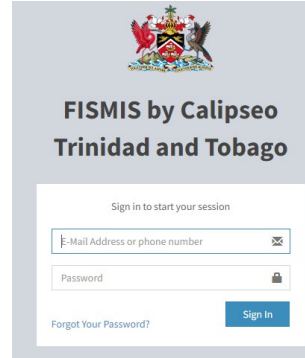 FISMIS by Calipseo
Trinidad and Tobago
Sign in to start your session
E-Mail Address or phone number
Password
Forgot Your Password?
Sign In